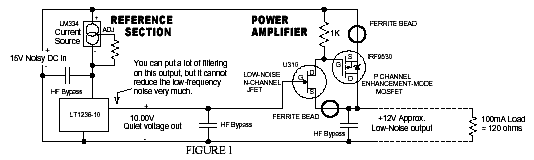 LM334
Current
Source
ADJ
REFERENCE
SECTION
POWER
AMPLIFIER
FERRITE BEAD
1K
15V Noisy DC In
+
-
You can put a lot of filtering
on this output, but it cannot
reduce the low-frequency
noise very much.
HF Bypass
LT1236-10
10.00V
Quiet voltage out
+
HF Bypass
LOW-NOISE
N-CHANNEL
JFET
U310
G
D
S
IRF9530
G
S
D
P CHANNEL
ENHANCEMENT-MODE
MOSFET
FERRITE BEAD
HF Bypass
+
+12V Approx.
Low-Noise output
100mA Load
= 120 ohms
FIGURE 1